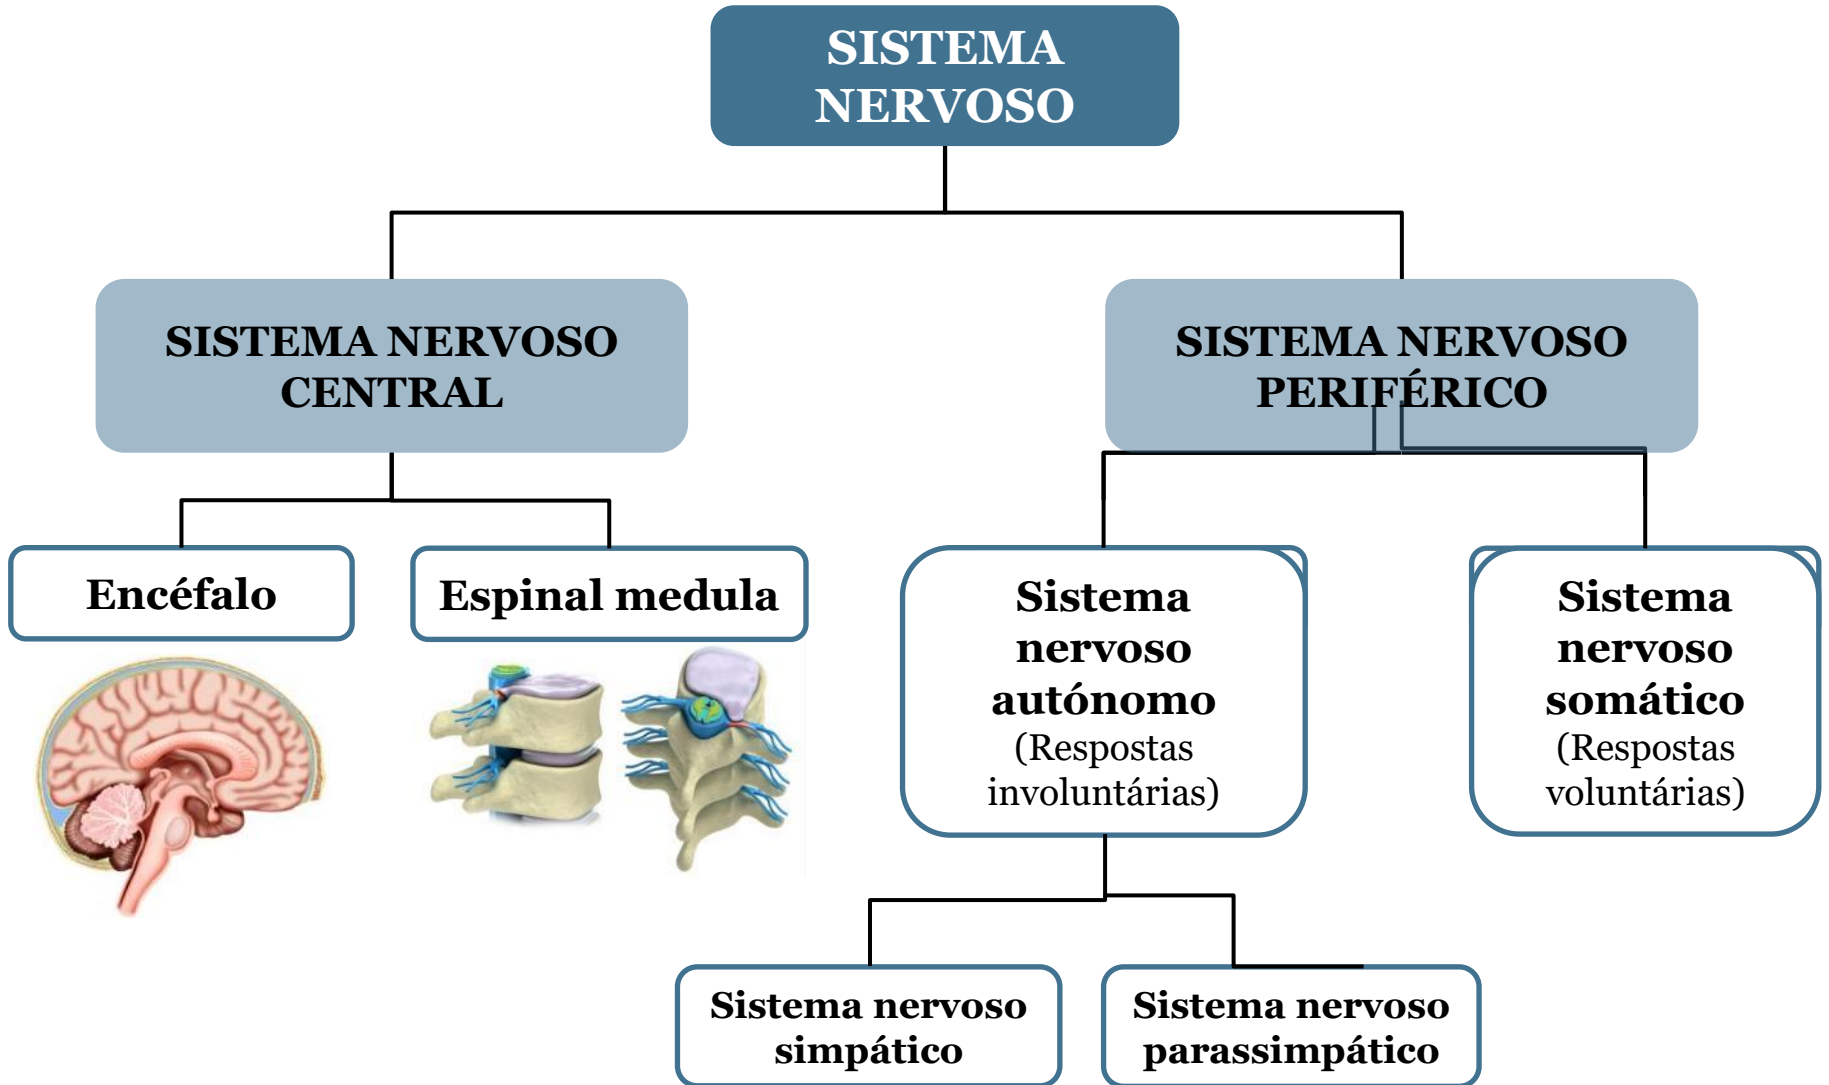 SISTEMA
NERVOSO
SISTEMA NERVOSO
CENTRAL
SISTEMA NERVOSO
PERIFÉRICO
Encéfalo
Espinal medula
Sistema
nervoso
autónomo
(Respostas
involuntárias)
Sistema
nervoso
somático
(Respostas
voluntárias)
Sistema nervoso
simpático
Sistema nervoso
parassimpático